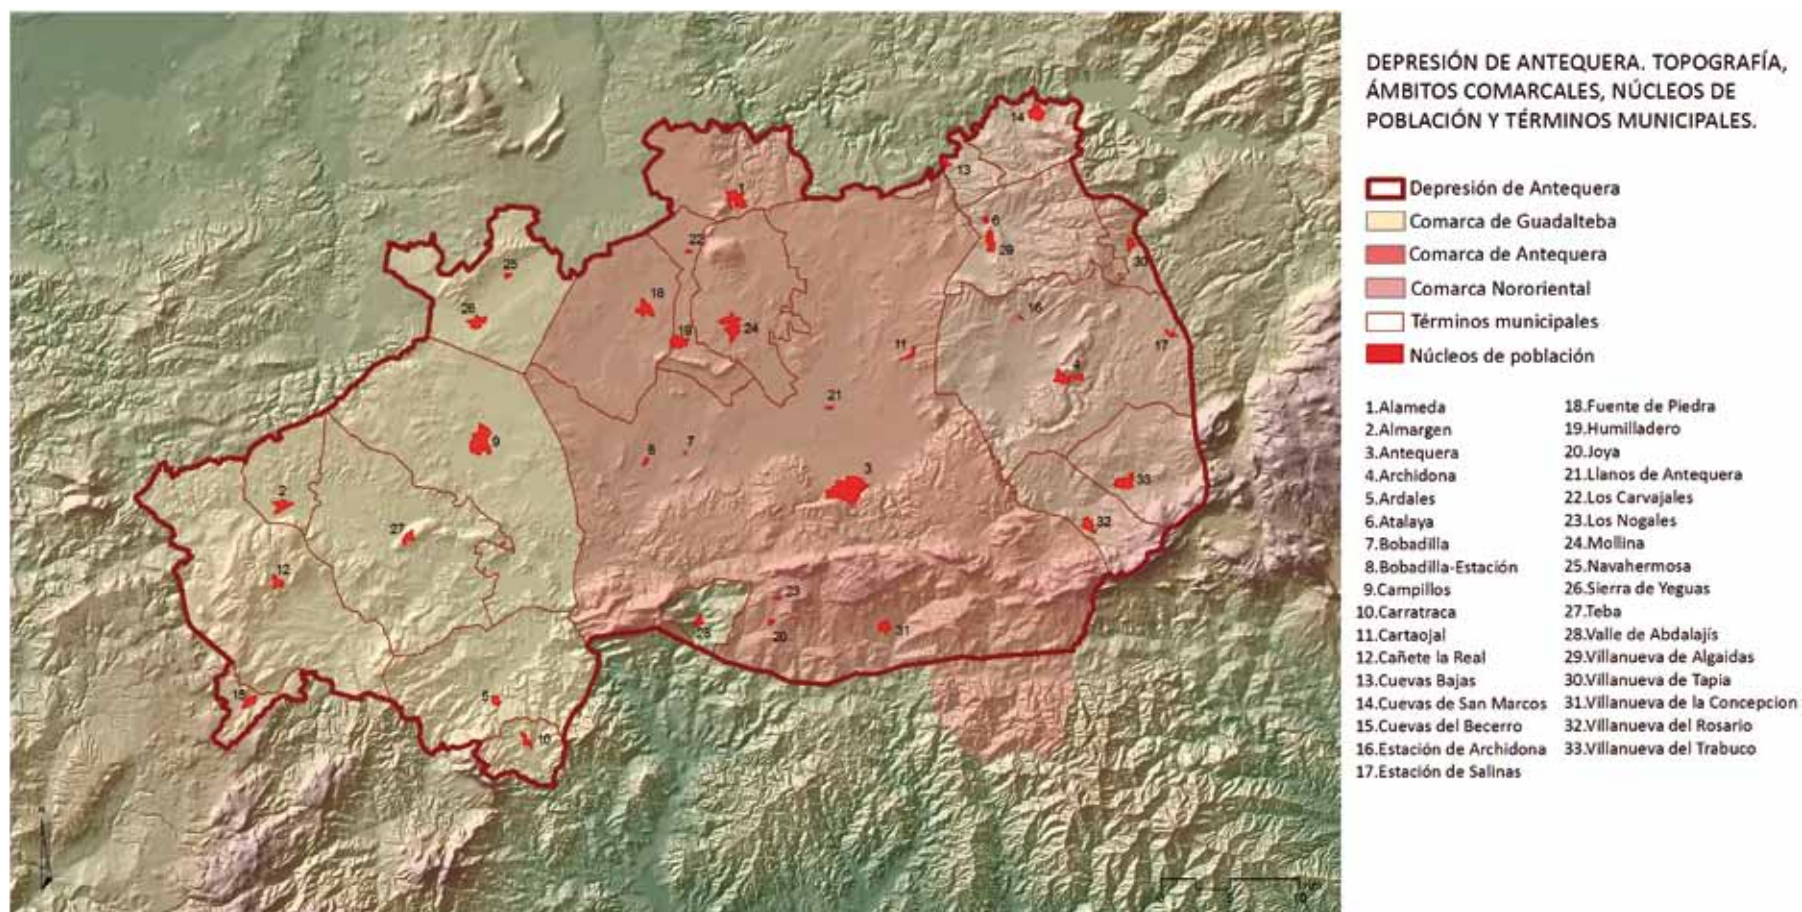 DEPRESIÓN DE ANTEQUERA. TOPOGRAFÍA,
ÁMBITOS COMARCALES, NÚCLEOS DE
POBLACIÓN Y TÉRMINOS MUNICIPALES.
Depresión de Antequera
Comarca de Guadalteba
Comarca de Antequera
Comarca Nororiental
Términos municipales
Núcleos de población
1.Alameda
2.Almargen
3.Antequera
4.Archidona
5.Ardales
6.Atalaya
7.Bobadilla
8.Bobadilla-Estación
9.Campillos
10.Carratraca
11.Cartaojal
12.Cañete la Real
13.Cuevas Bajas
14.Cuevas de San Marcos
15.Cuevas del Becerro
16.Estación de Archidona
17.Estación de Salinas
18.Fuente de Piedra
19.Humilladero
20.Joya
21.Llanos de Antequera
22.Los Carvajales
23.Los Nogales
24.Mollina
25.Navahermosa
26.Sierra de Yeguas
27.Teba
28.Valle de Abdalajís
29.Villanueva de Algaidas
30.Villanueva de Tapia
31.Villanueva de la Concepcion
32.Villanueva del Rosario
33.Villanueva del Trabuco
14
13
1
6
22
29
30
25
18
16
26
24
19
17
11
4
21
9
8
7
3
33
2
32
27
12
23
28
20
31
15
5
10